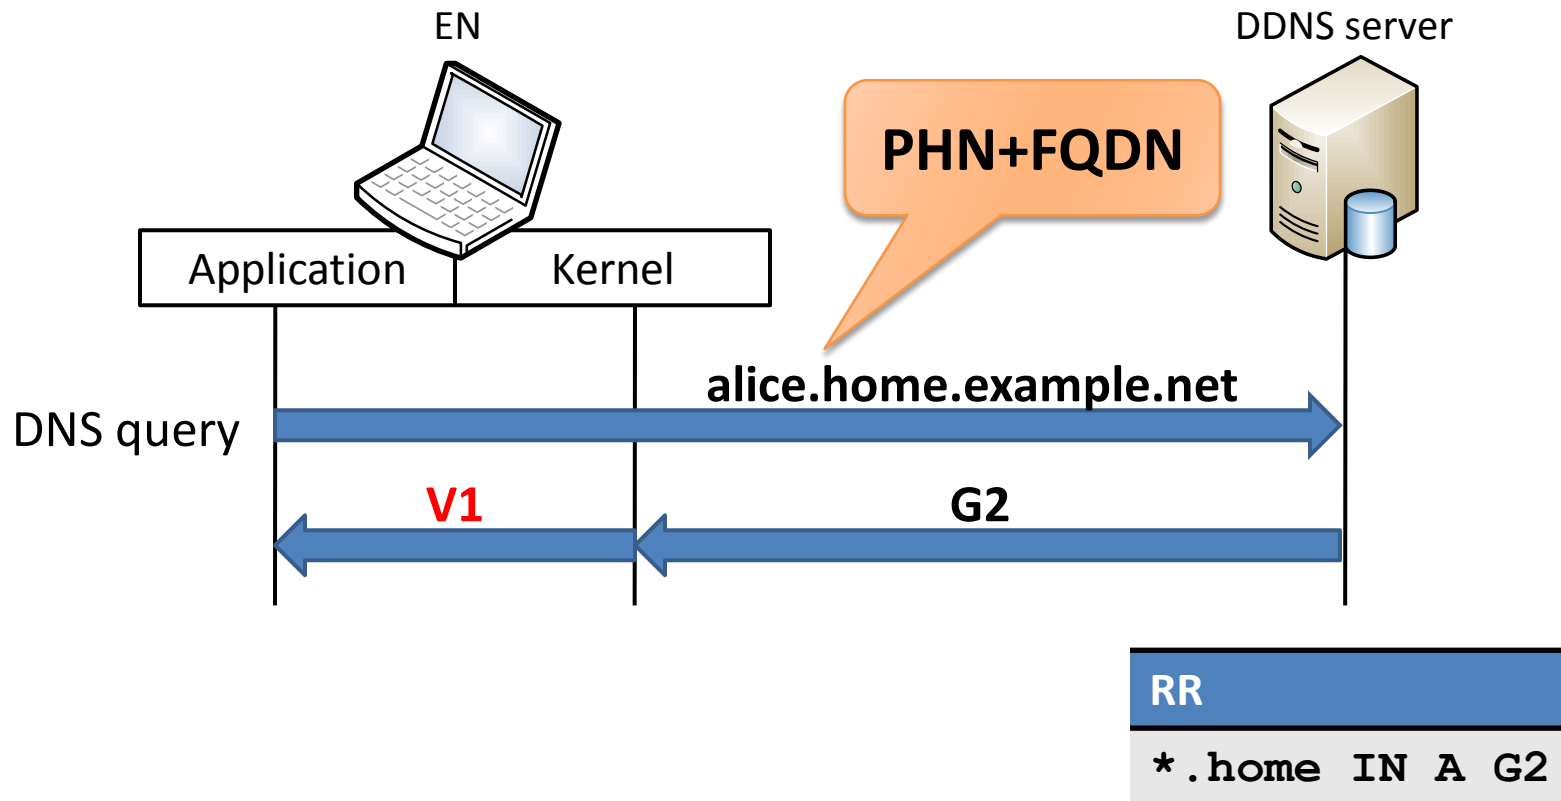 EN
DDNS server
PHN+FQDN
Application
Kernel
alice.home.example.net
DNS query
V1
G2
RR
*.home IN A G2